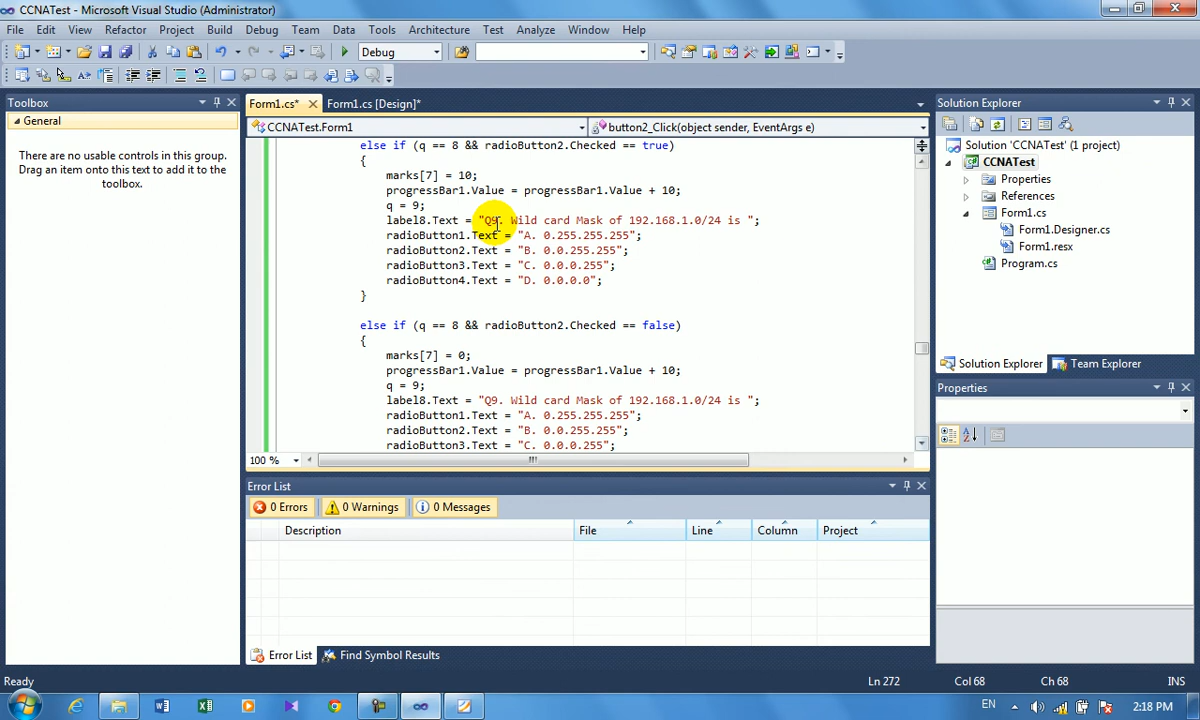 CCNATest - Microsoft Visual Studio (Administrator)
File Edit View Refactor Project Build Debug Team Data Tools Architecture Test Analyze Window Help
Debug
Toolbox
General
There are no usable controls in this group.
Drag an item onto this text to add it to the
toolbox.
Form1.cs* Form1.cs [Design]*
CCNATest.Form1 button2_Click(object sender, EventArgs e)
else if (q == 8 && radioButton2.Checked == true)
{
marks[7] = 10;
progressBar1.Value = progressBar1.Value + 10;
q = 9;
label8.Text = "Q9. Wild card Mask of 192.168.1.0/24 is ";
radioButton1.Text = "A. 0.255.255.255";
radioButton2.Text = "B. 0.0.255.255";
radioButton3.Text = "C. 0.0.0.255";
radioButton4.Text = "D. 0.0.0.0";
}
else if (q == 8 && radioButton2.Checked == false)
{
marks[7] = 0;
progressBar1.Value = progressBar1.Value + 10;
q = 9;
label8.Text = "Q9. Wild card Mask of 192.168.1.0/24 is ";
radioButton1.Text = "A. 0.255.255.255";
radioButton2.Text = "B. 0.0.255.255";
radioButton3.Text = "C. 0.0.0.255";
100 %
Error List
0 Errors 0 Warnings 0 Messages
Description File Line Column Project
Error List Find Symbol Results
Solution Explorer
Solution 'CCNATest' (1 project)
CCNATest
Properties
References
Form1.cs
Form1.Designer.cs
Form1.resx
Program.cs
Solution Explorer Team Explorer
Properties
Ready Ln 272 Col 68 Ch 68 INS
EN 2:18 PM